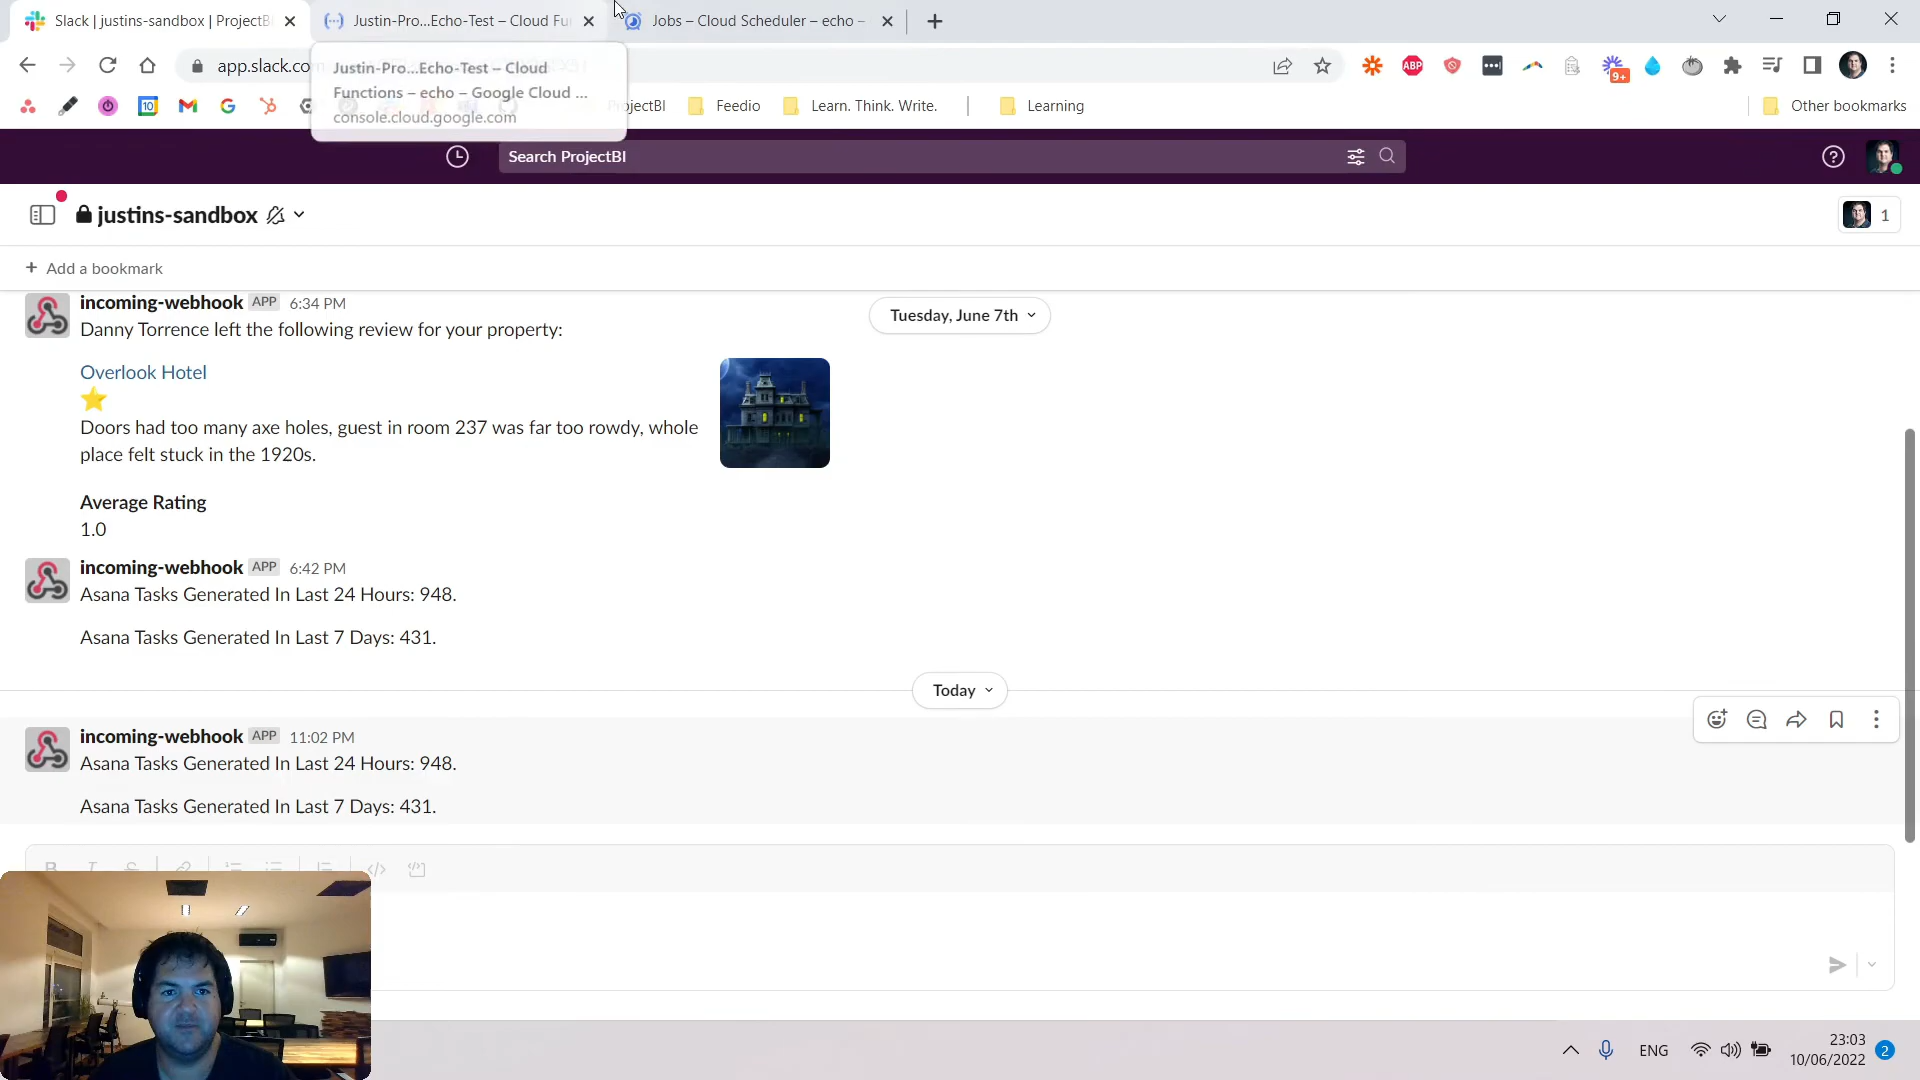 Slack | justins-sandbox | ProjectB
Justin-Pro...Echo-Test – Cloud Fu
Jobs – Cloud Scheduler – echo –
app.slack.co
Justin-Pro...Echo-Test – Cloud
Functions – echo – Google Cloud ...
console.cloud.google.com
ABP
9+
10
G
ProjectBI
Feedio
Learn. Think. Write.
Learning
Other bookmarks
Search ProjectBI
justins-sandbox
1
+ Add a bookmark
Tuesday, June 7th
incoming-webhook APP 6:34 PM
Danny Torrence left the following review for your property:
Overlook Hotel
Doors had too many axe holes, guest in room 237 was far too rowdy, whole
place felt stuck in the 1920s.
Average Rating
1.0
incoming-webhook APP 6:42 PM
Asana Tasks Generated In Last 24 Hours: 948.
Asana Tasks Generated In Last 7 Days: 431.
Today
incoming-webhook APP 11:02 PM
Asana Tasks Generated In Last 24 Hours: 948.
Asana Tasks Generated In Last 7 Days: 431.
ENG
23:03
10/06/2022
2